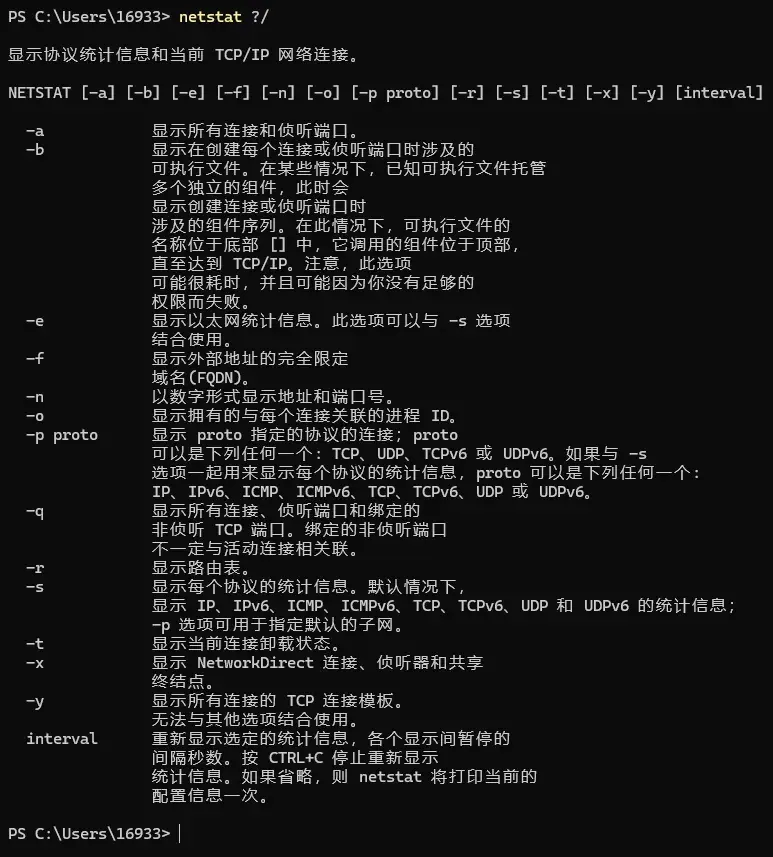 PS C:\Users\16933> netstat ?/
显示协议统计信息和当前 TCP/IP 网络连接。
NETSTAT [-a] [-b] [-e] [-f] [-n] [-o] [-p proto] [-r] [-s] [-t] [-x] [-y] [interval]
-a 显示所有连接和侦听端口。
-b 显示在创建每个连接或侦听端口时涉及的
可执行文件。在某些情况下，已知可执行文件托管
多个独立的组件，此时会
显示创建连接或侦听端口时
涉及的组件序列。在此情况下，可执行文件的
名称位于底部 [] 中，它调用的组件位于顶部，
直至达到 TCP/IP。注意，此选项
可能很耗时，并且可能因为你没有足够的
权限而失败。
-e 显示以太网统计信息。此选项可以与 -s 选项
结合使用。
-f 显示外部地址的完全限定
域名(FQDN)。
-n 以数字形式显示地址和端口号。
-o 显示拥有的与每个连接关联的进程 ID。
-p proto 显示 proto 指定的协议的连接；proto
可以是下列任何一个: TCP、UDP、TCPv6 或 UDPv6。如果与 -s
选项一起用来显示每个协议的统计信息，proto 可以是下列任何一个:
IP、IPv6、ICMP、ICMPv6、TCP、TCPv6、UDP 或 UDPv6。
-q 显示所有连接、侦听端口和绑定的
非侦听 TCP 端口。绑定的非侦听端口
不一定与活动连接相关联。
-r 显示路由表。
-s 显示每个协议的统计信息。默认情况下，
显示 IP、IPv6、ICMP、ICMPv6、TCP、TCPv6、UDP 和 UDPv6 的统计信息；
-p 选项可用于指定默认的子网。
-t 显示当前连接卸载状态。
-x 显示 NetworkDirect 连接、侦听器和共享
终结点。
-y 显示所有连接的 TCP 连接模板。
无法与其他选项结合使用。
interval 重新显示选定的统计信息，各个显示间暂停的
间隔秒数。按 CTRL+C 停止重新显示
统计信息。如果省略，则 netstat 将打印当前的
配置信息一次。
PS C:\Users\16933>